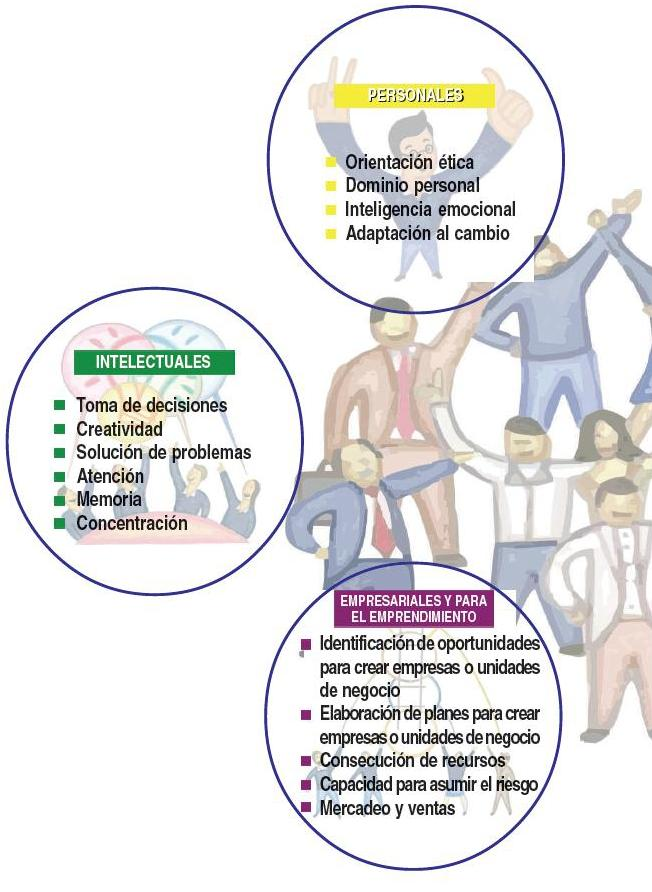 PERSONALES
Orientación ética
Dominio personal
Inteligencia emocional
Adaptación al cambio
INTELECTUALES
Toma de decisiones
Creatividad
Solución de problemas
Atención
Memoria
Concentración
EMPRESARIALES Y PARA
EL EMPRENDIMIENTO
Identificación de oportunidades
para crear empresas o unidades
de negocio
Elaboración de planes para crear
empresas o unidades de negocio
Consecución de recursos
Capacidad para asumir el riesgo
Mercadeo y ventas